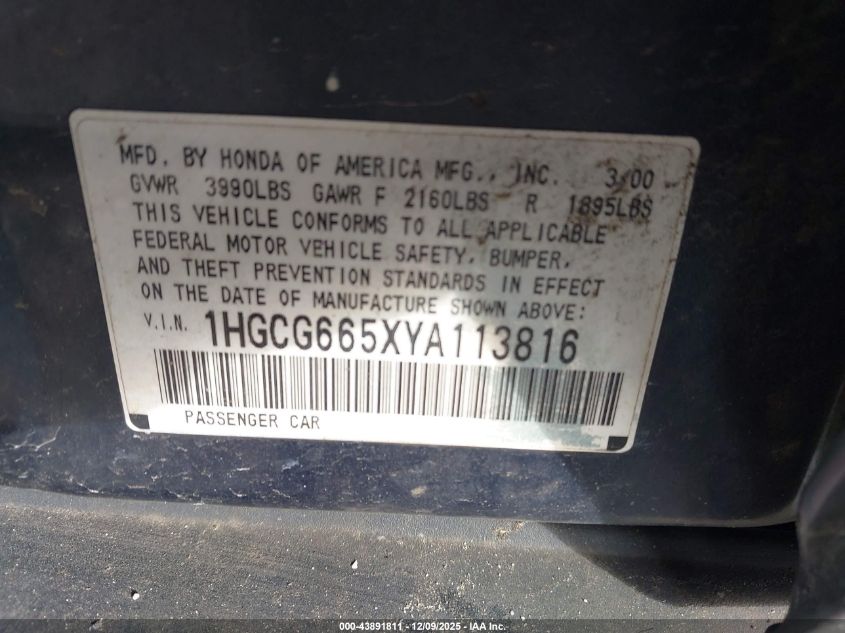 MFD. BY HONDA OF AMERICA MFG., INC. 3/00
GVWR 3990LBS GAWR F 2160LBS R 1895LBS
THIS VEHICLE CONFORMS TO ALL APPLICABLE
FEDERAL MOTOR VEHICLE SAFETY, BUMPER,
AND THEFT PREVENTION STANDARDS IN EFFECT
ON THE DATE OF MANUFACTURE SHOWN ABOVE:
V.I.N. 1HGCG665XYA113816
PASSENGER CAR
000-43891811 - 12/09/2025 - IAA Inc.